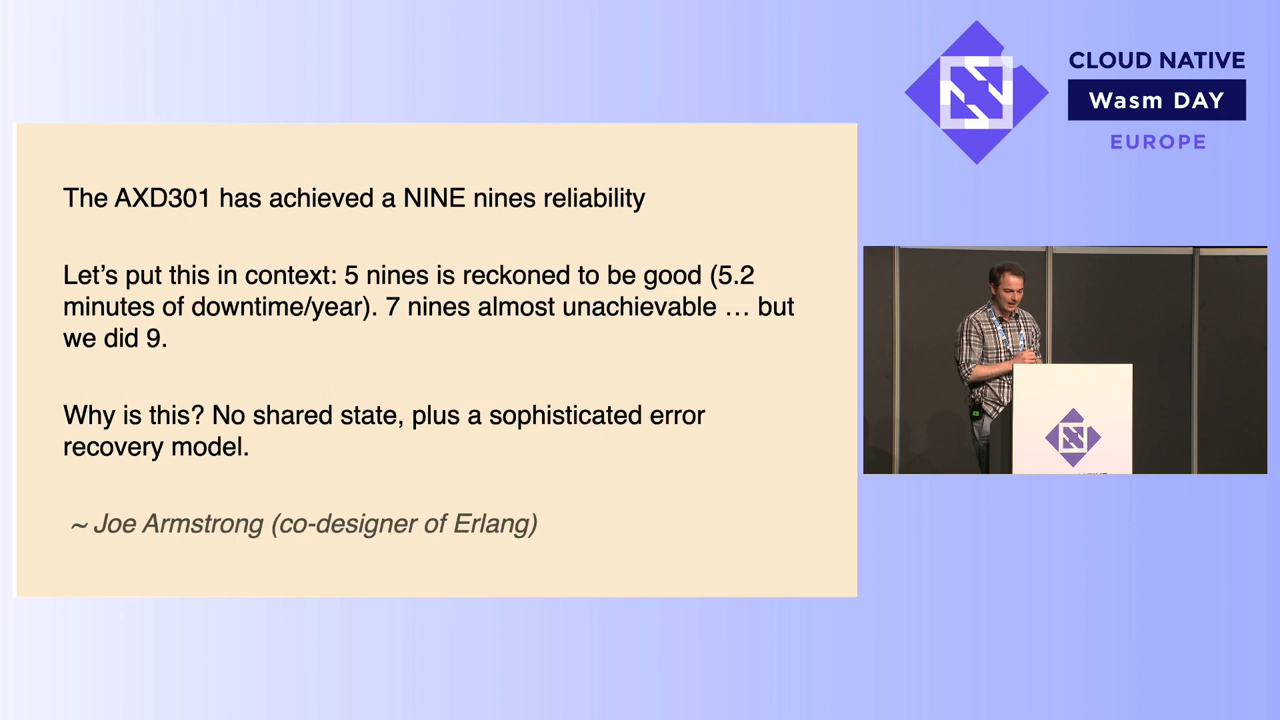 CLOUD NATIVE
Wasm DAY
EUROPE
The AXD301 has achieved a NINE nines reliability
Let’s put this in context: 5 nines is reckoned to be good (5.2
minutes of downtime/year). 7 nines almost unachievable … but
we did 9.
Why is this? No shared state, plus a sophisticated error
recovery model.
~ Joe Armstrong (co-designer of Erlang)